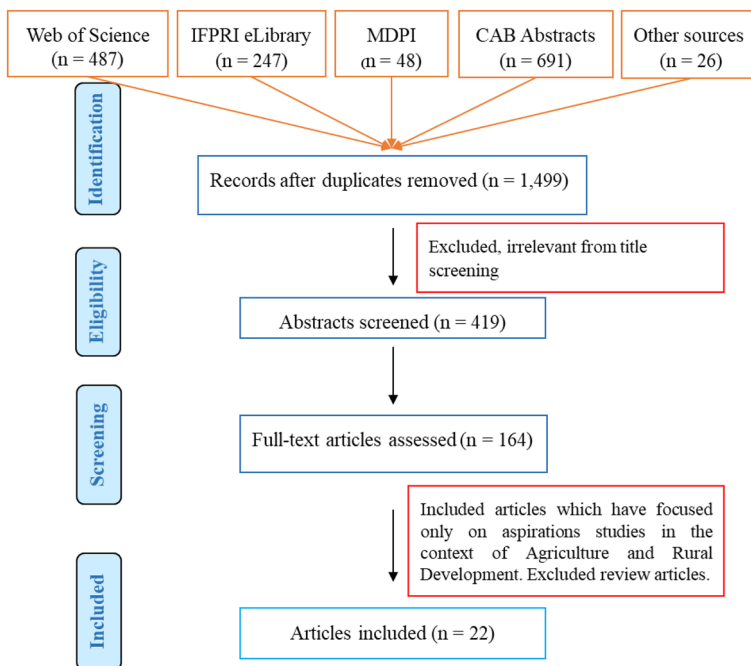 Web of Science
(n = 487)
IFPRI eLibrary
(n = 247)
MDPI
(n = 48)
CAB Abstracts
(n = 691)
Other sources
(n = 26)
Identification
Records after duplicates removed (n = 1,499)
Excluded, irrelevant from title
screening
Eligibility
Abstracts screened (n = 419)
Screening
Full-text articles assessed (n = 164)
Included articles which have focused
only on aspirations studies in the
context of Agriculture and Rural
Development. Excluded review articles.
Included
Articles included (n = 22)